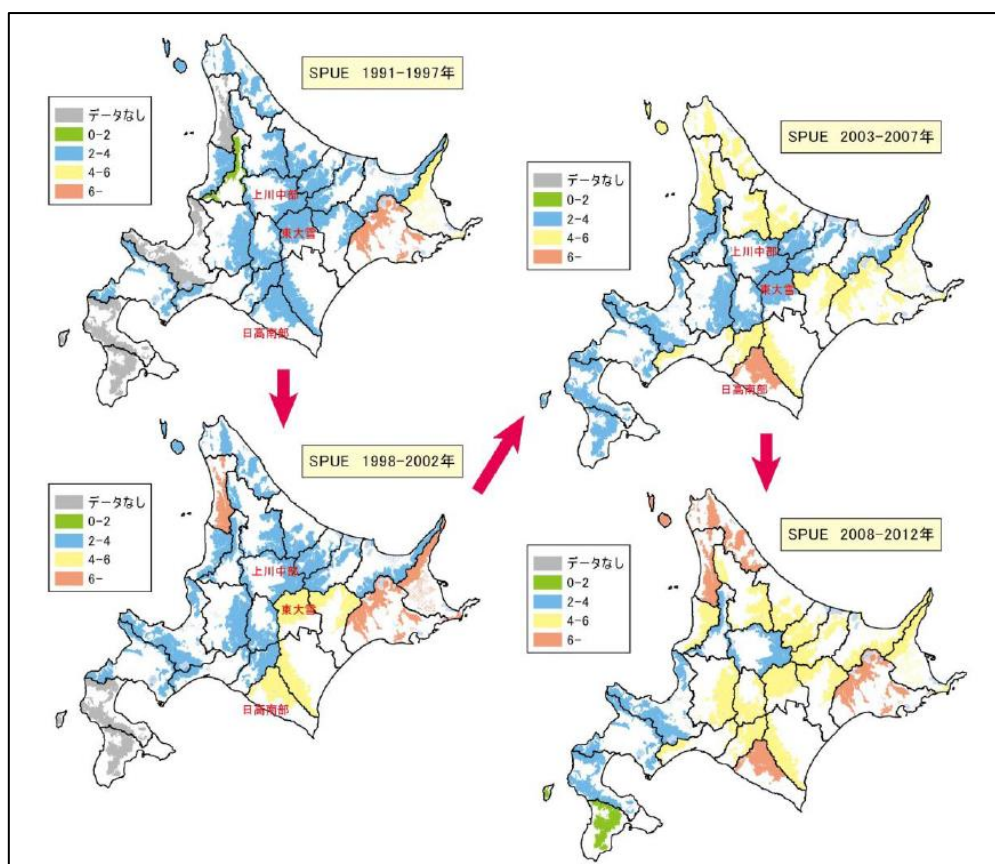 SPUE 1991-1997年
データなし
0-2
2-4
4-6
6-
上川中部
東大雪
日高南部
SPUE 1998-2002年
データなし
0-2
2-4
4-6
6-
上川中部
東大雪
日高南部
SPUE 2003-2007年
データなし
0-2
2-4
4-6
6-
上川中部
東大雪
日高南部
SPUE 2008-2012年
データなし
0-2
2-4
4-6
6-